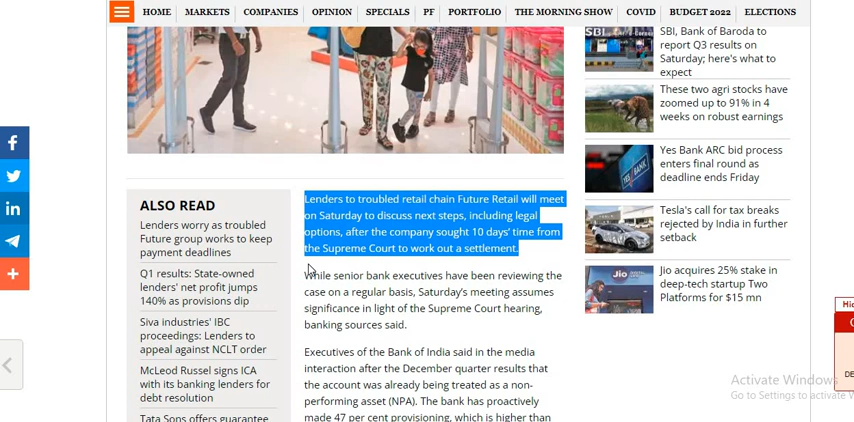 HOME MARKETS COMPANIES OPINION SPECIALS PF PORTFOLIO THE MORNING SHOW COVID BUDGET 2022 ELECTIONS
SBI, Bank of Baroda to
report Q3 results on
Saturday; here's what to
expect
These two agri stocks have
zoomed up to 91% in 4
weeks on robust earnings
Yes Bank ARC bid process
enters final round as
deadline ends Friday
Tesla's call for tax breaks
rejected by India in further
setback
Jio acquires 25% stake in
deep-tech startup Two
Platforms for $15 mn
SBI
YES BANK
Jio
ALSO READ
Lenders worry as troubled
Future group works to keep
payment deadlines
Q1 results: State-owned
lenders' net profit jumps
140% as provisions dip
Siva industries' IBC
proceedings: Lenders to
appeal against NCLT order
McLeod Russel signs ICA
with its banking lenders for
debt resolution
Tata Sons offers guarantee
Lenders to troubled retail chain Future Retail will meet
on Saturday to discuss next steps, including legal
options, after the company sought 10 days' time from
the Supreme Court to work out a settlement.
While senior bank executives have been reviewing the
case on a regular basis, Saturday's meeting assumes
significance in light of the Supreme Court hearing,
banking sources said.
Executives of the Bank of India said in the media
interaction after the December quarter results that
the account was already being treated as a non-
performing asset (NPA). The bank has proactively
made 47 per cent provisioning, which is higher than
Activate Windows
Go to Settings to activate W